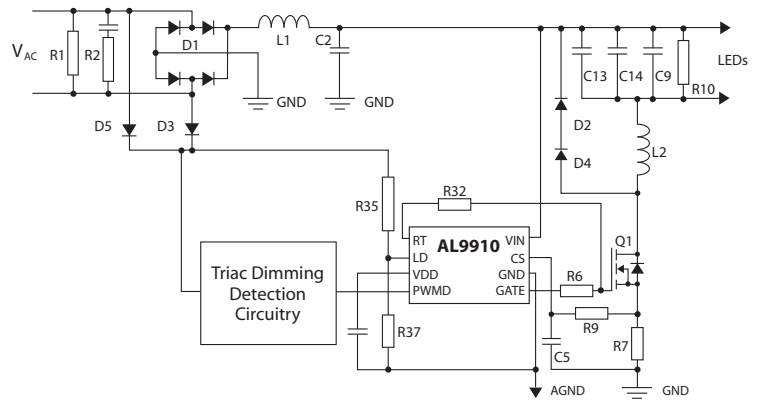 V AC
R1
R2
D1
L1
C2
GND
GND
C13
C14
C9
R10
LEDs
D5
D3
D2
D4
L2
R35
R32
AL9910
RT
LD
VDD
PWMD
VIN
CS
GND
GATE
Q1
R6
Triac Dimming
Detection
Circuitry
R37
R9
C5
R7
AGND
GND